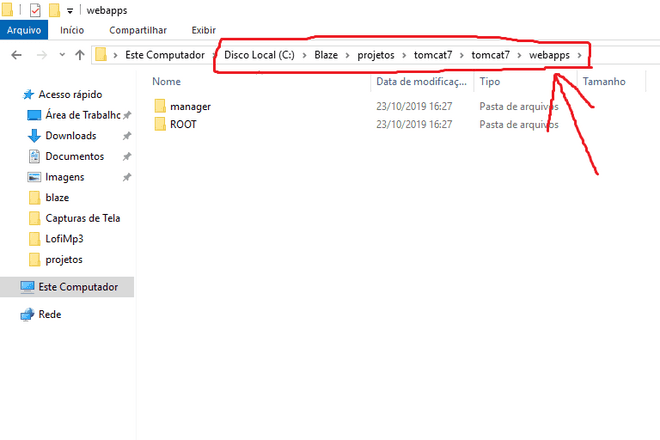 webapps
Arquivo Início Compartilhar Exibir
Este Computador Disco Local (C:) Blaze projetos tomcat7 tomcat7 webapps
Nome Data de modificaç... Tipo Tamanho
Acesso rápido
Área de Trabalho
Downloads
Documentos
Imagens
blaze
Capturas de Tela
LofiMp3
projetos
Este Computador
Rede
manager 23/10/2019 16:27 Pasta de arquivos
ROOT 23/10/2019 16:27 Pasta de arquivos